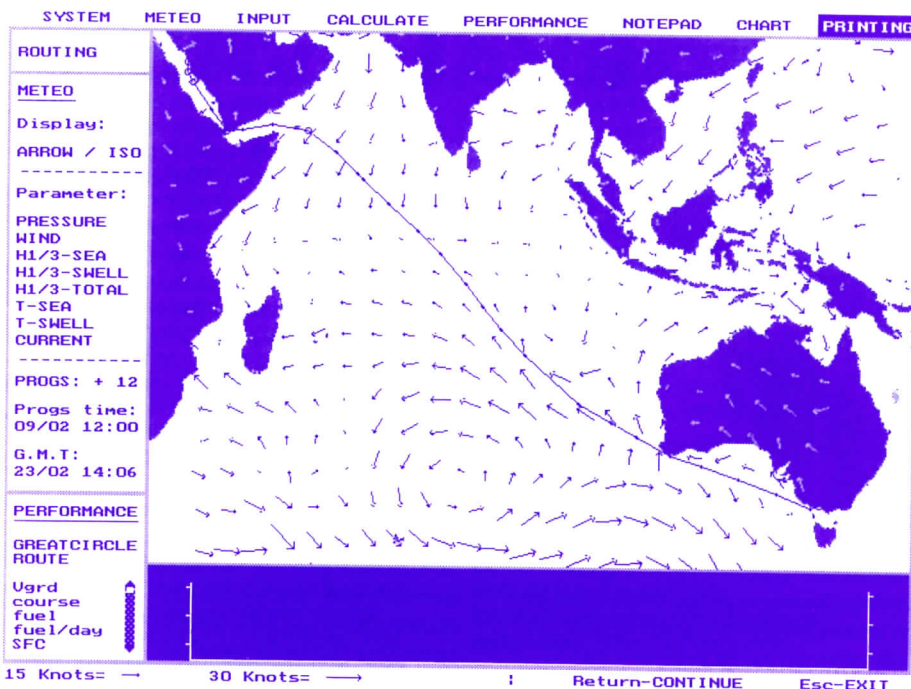 SYSTEM METEO INPUT CALCULATE PERFORMANCE NOTEPAD CHART PRINTING
ROUTING
METEO
Display:
ARROW / ISO
-----------
Parameter:
PRESSURE
WIND
H1/3-SEA
H1/3-SWELL
H1/3-TOTAL
T-SEA
T-SWELL
CURRENT
-----------
PROGS: + 12
Progs time:
09/02 12:00
G.M.T:
23/02 14:06
PERFORMANCE
GREATCIRCLE
ROUTE
Vgrd
course
fuel
fuel/day
SFC
15 Knots= → 30 Knots= → ¦ Return-CONTINUE Esc-EXIT